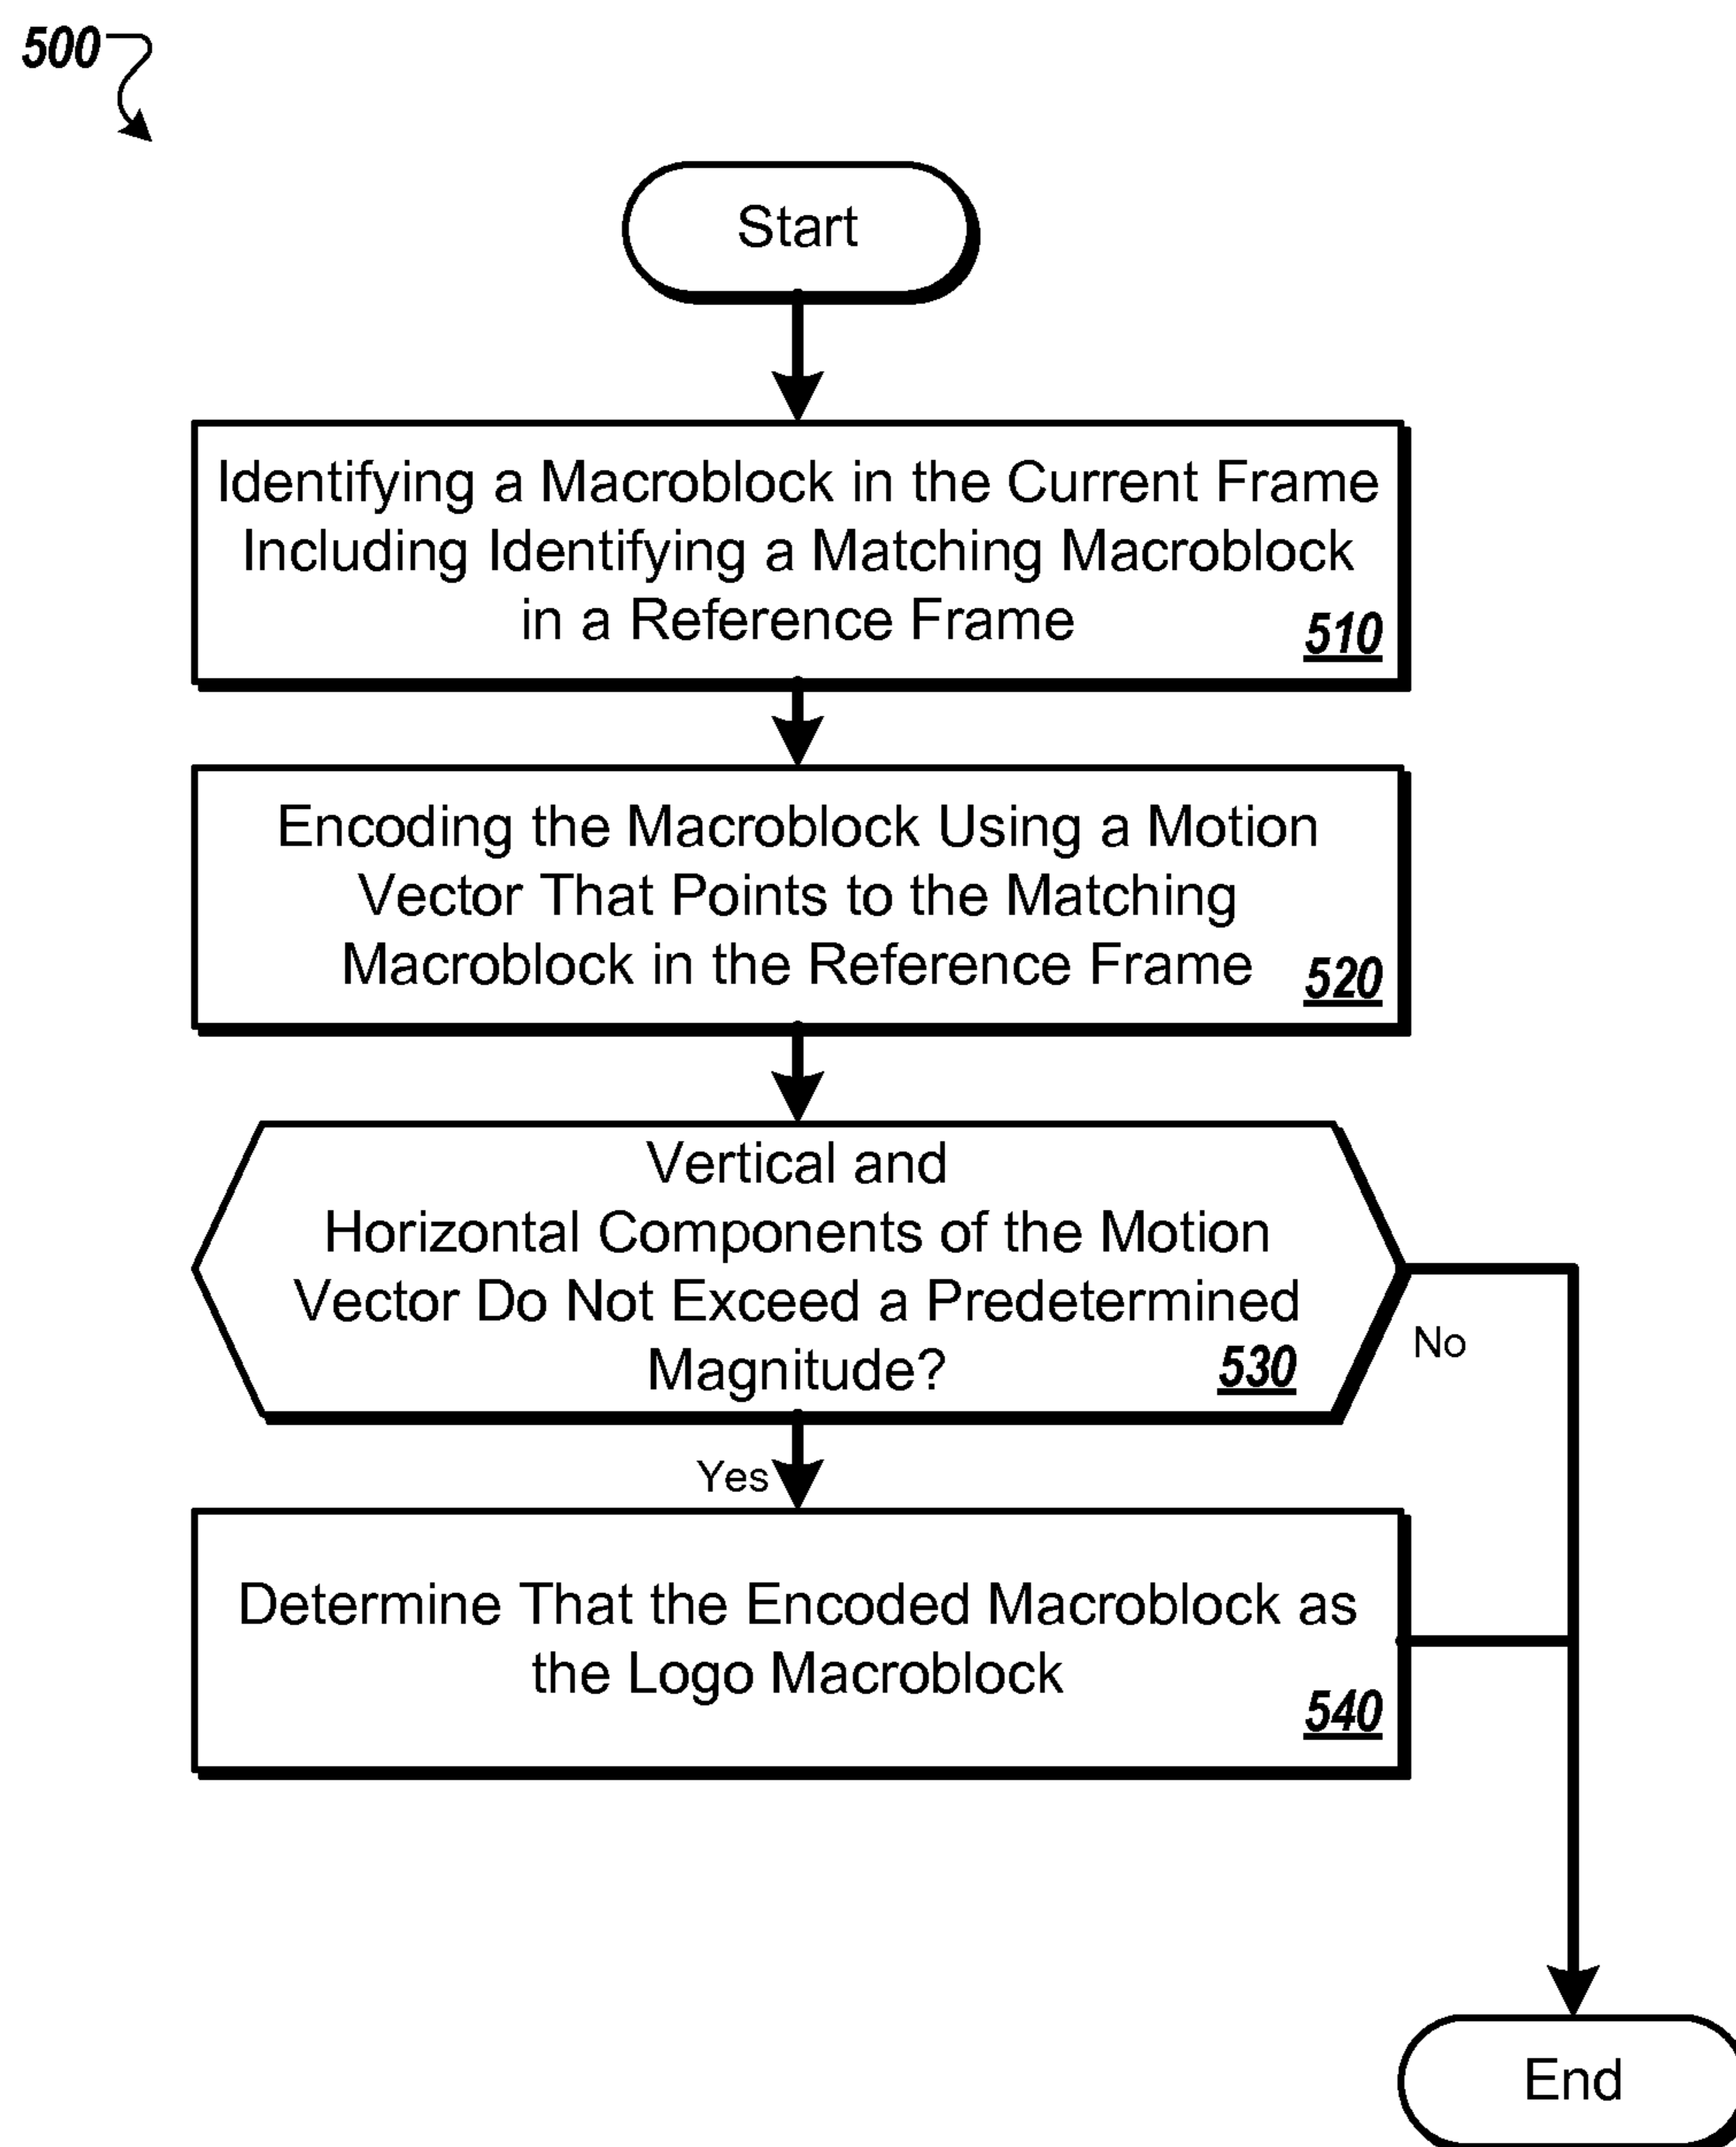 500
Start
Identifying a Macroblock in the Current Frame
Including Identifying a Matching Macroblock
in a Reference Frame
510
Encoding the Macroblock Using a Motion
Vector That Points to the Matching
Macroblock in the Reference Frame
520
Vertical and
Horizontal Components of the Motion
Vector Do Not Exceed a Predetermined
Magnitude?
530
No
Yes
Determine That the Encoded Macroblock as
the Logo Macroblock
540
End